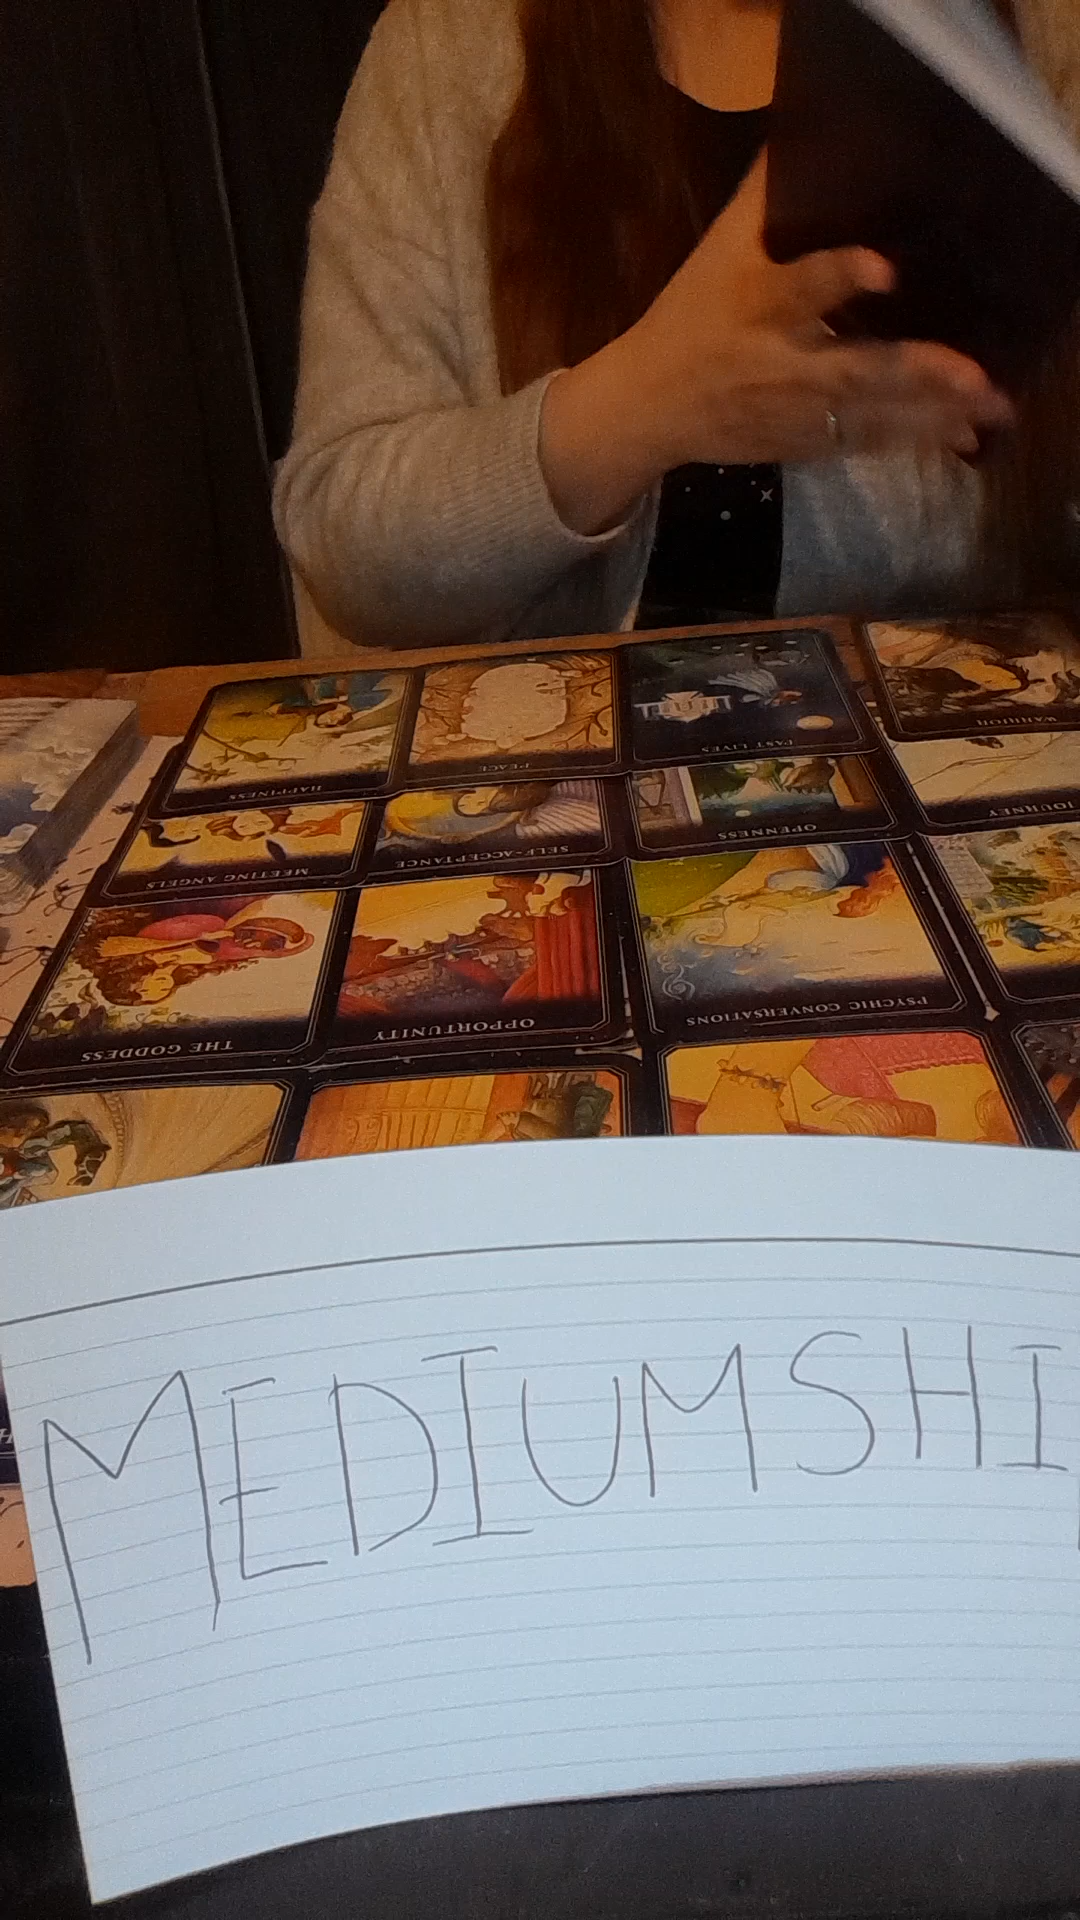 HAPPINESS
PEACE
PAST LIVES
WARRIOR
MEETING ANGELS
SELF-ACCEPTANCE
OPENNESS
JOURNEY
THE GODDESS
OPPORTUNITY
PSYCHIC CONVERSATIONS
MEDIUMSHI